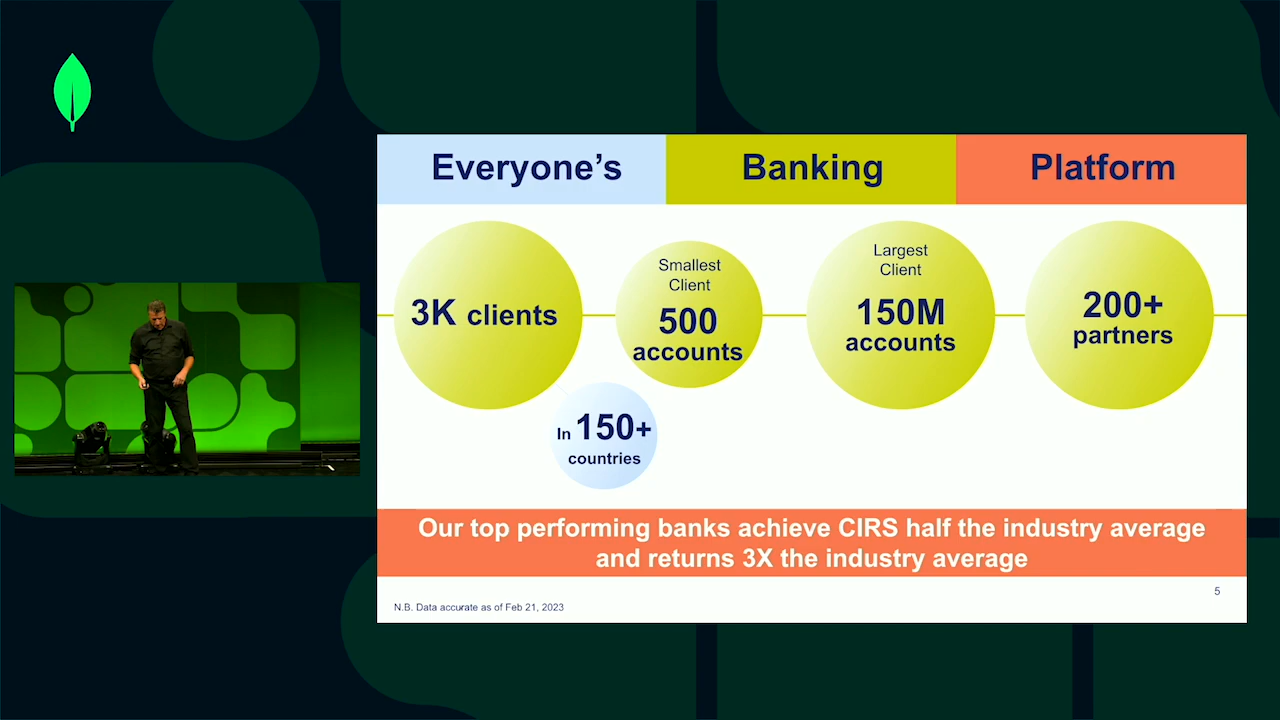 Everyone’s Banking Platform
3K clients
In 150+
countries
Smallest
Client
500
accounts
Largest
Client
150M
accounts
200+
partners
Our top performing banks achieve CIRS half the industry average
and returns 3X the industry average
5
N.B. Data accurate as of Feb 21, 2023